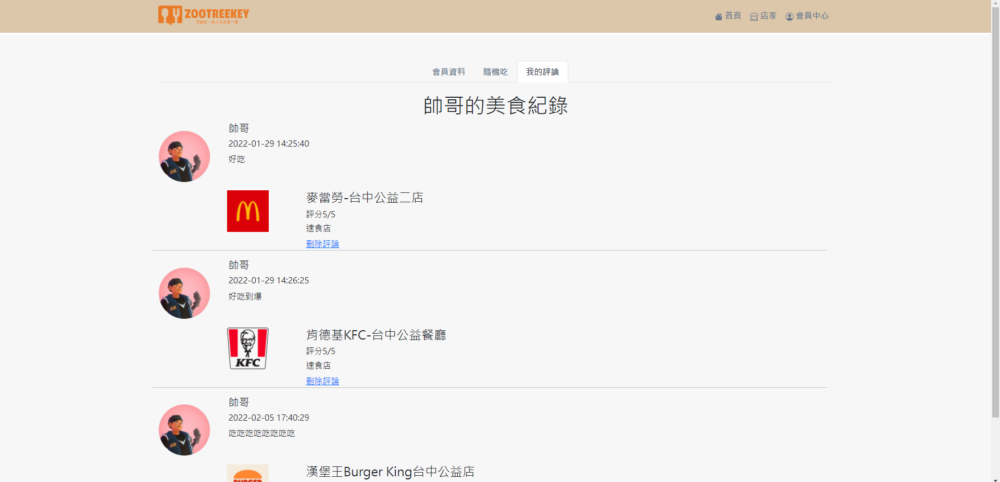 ZOOTREEKEY
首頁 店家 會員中心
會員資料 隨機吃 我的評論
帥哥的美食紀錄
帥哥
2022-01-29 14:25:40
好吃
麥當勞-台中公益二店
評分5/5
速食店
刪除評論
帥哥
2022-01-29 14:26:25
好吃到爆
KFC
肯德基KFC-台中公益餐廳
評分5/5
速食店
刪除評論
帥哥
2022-02-05 17:40:29
吃吃吃吃吃吃吃吃
漢堡王Burger King台中公益店
BURGER